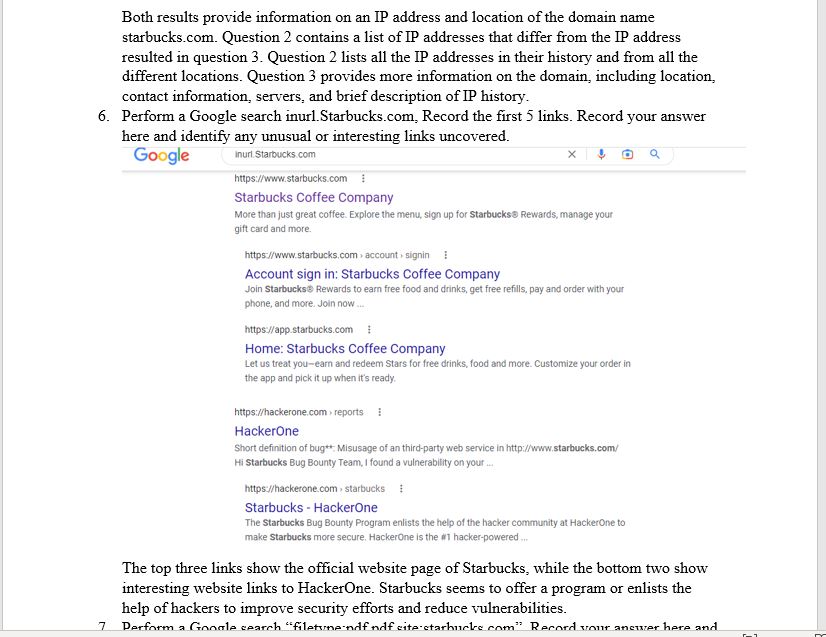 Both results provide information on an IP address and location of the domain name
starbucks.com. Question 2 contains a list of IP addresses that differ from the IP address
resulted in question 3. Question 2 lists all the IP addresses in their history and from all the
different locations. Question 3 provides more information on the domain, including location,
contact information, servers, and brief description of IP history.
6. Perform a Google search inurl.Starbucks.com, Record the first 5 links. Record your answer
here and identify any unusual or interesting links uncovered.
Google inurl.Starbucks.com
https://www.starbucks.com
Starbucks Coffee Company
More than just great coffee. Explore the menu, sign up for Starbucks® Rewards, manage your
gift card and more.
https://www.starbucks.com › account › signin
Account sign in: Starbucks Coffee Company
Join Starbucks® Rewards to earn free food and drinks, get free refills, pay and order with your
phone, and more. Join now ...
https://app.starbucks.com
Home: Starbucks Coffee Company
Let us treat you—earn and redeem Stars for free drinks, food and more. Customize your order in
the app and pick it up when it's ready.
https://hackerone.com › reports
HackerOne
Short definition of bug**: Misusage of an third-party web service in http://www.starbucks.com/
Hi Starbucks Bug Bounty Team, I found a vulnerability on your ...
https://hackerone.com › starbucks
Starbucks - HackerOne
The Starbucks Bug Bounty Program enlists the help of the hacker community at HackerOne to
make Starbucks more secure. HackerOne is the #1 hacker-powered ...
The top three links show the official website page of Starbucks, while the bottom two show
interesting website links to HackerOne. Starbucks seems to offer a program or enlists the
help of hackers to improve security efforts and reduce vulnerabilities.
7. Perform a Google search “filetype:pdf pdf site:starbucks.com”. Record your answer here and